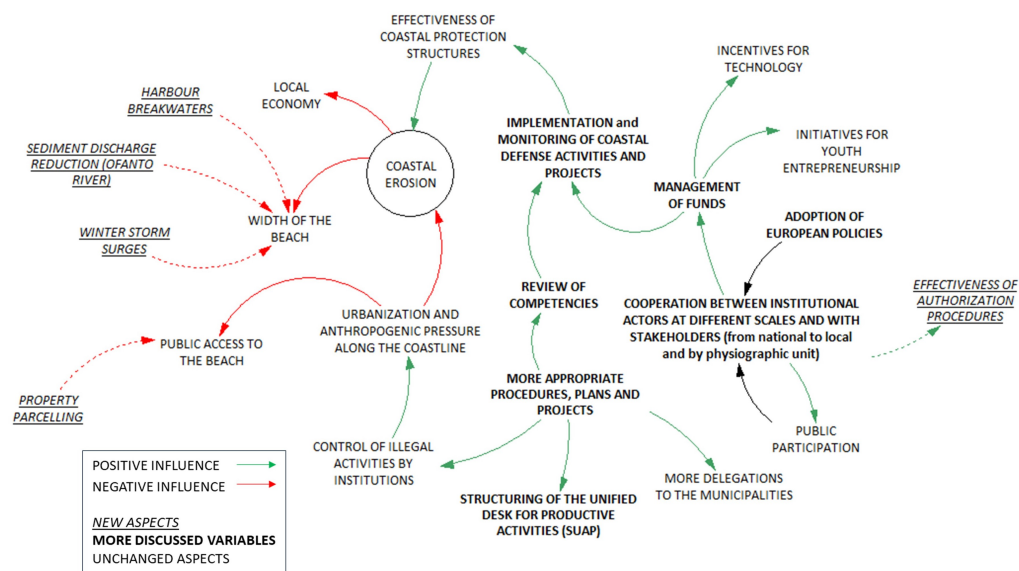 EFFECTIVENESS OF
COASTAL PROTECTION
STRUCTURES
INCENTIVES FOR
TECHNOLOGY
LOCAL
ECONOMY
HARBOUR
BREAKWATERS
IMPLEMENTATION and
MONITORING OF COASTAL
DEFENSE ACTIVITIES AND
PROJECTS
INITIATIVES FOR
YOUTH
ENTREPRENEURSHIP
SEDIMENT DISCHARGE
REDUCTION (OFANTO
RIVER)
COASTAL
EROSION
MANAGEMENT
OF FUNDS
WIDTH OF THE
BEACH
ADOPTION OF
EUROPEAN POLICIES
WINTER STORM
SURGES
REVIEW OF
COMPETENCIES
EFFECTIVENESS OF
AUTHORIZATION
PROCEDURES
COOPERATION BETWEEN INSTITUTIONAL
ACTORS AT DIFFERENT SCALES AND WITH
STAKEHOLDERS (from national to local
and by physiographic unit)
URBANIZATION AND
ANTHROPOGENIC PRESSURE
ALONG THE COASTLINE
PUBLIC ACCESS TO
THE BEACH
MORE APPROPRIATE
PROCEDURES, PLANS AND
PROJECTS
PROPERTY
PARCELLING
PUBLIC
PARTICIPATION
CONTROL OF ILLEGAL
ACTIVITIES BY
INSTITUTIONS
MORE DELEGATIONS
TO THE MUNICIPALITIES
STRUCTURING OF THE UNIFIED
DESK FOR PRODUCTIVE
ACTIVITIES (SUAP)
POSITIVE INFLUENCE
NEGATIVE INFLUENCE
NEW ASPECTS
MORE DISCUSSED VARIABLES
UNCHANGED ASPECTS